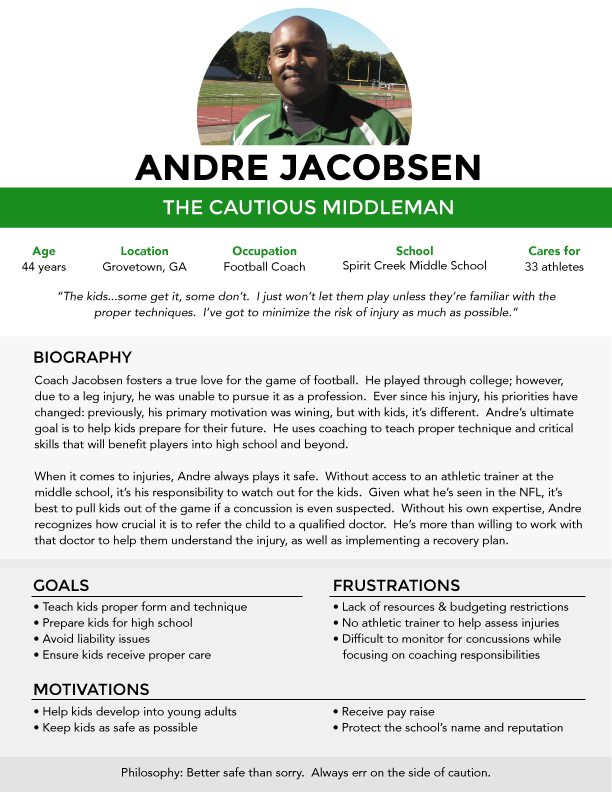 ANDRE JACOBSEN
THE CAUTIOUS MIDDLEMAN
Age
44 years
Location
Grovetown, GA
Occupation
Football Coach
School
Spirit Creek Middle School
Cares for
33 athletes
“The kids...some get it, some don’t.  I just won’t let them play unless they’re familiar with the
proper techniques.  I’ve got to minimize the risk of injury as much as possible.”
BIOGRAPHY
Coach Jacobsen fosters a true love for the game of football.  He played through college; however,
due to a leg injury, he was unable to pursue it as a profession.  Ever since his injury, his priorities have
changed: previously, his primary motivation was wining, but with kids, it’s different.  Andre’s ultimate
goal is to help kids prepare for their future.  He uses coaching to teach proper technique and critical
skills that will benefit players into high school and beyond.
When it comes to injuries, Andre always plays it safe.  Without access to an athletic trainer at the
middle school, it’s his responsibility to watch out for the kids.  Given what he’s seen in the NFL, it’s
best to pull kids out of the game if a concussion is even suspected.  Without his own expertise, Andre
recognizes how crucial it is to refer the child to a qualified doctor.  He’s more than willing to work with
that doctor to help them understand the injury, as well as implementing a recovery plan.
GOALS
• Teach kids proper form and technique
• Prepare kids for high school
• Avoid liability issues
• Ensure kids receive proper care
FRUSTRATIONS
• Lack of resources & budgeting restrictions
• No athletic trainer to help assess injuries
• Difficult to monitor for concussions while
focusing on coaching responsibilities
MOTIVATIONS
• Help kids develop into young adults
• Keep kids as safe as possible
• Receive pay raise
• Protect the school’s name and reputation
Philosophy: Better safe than sorry.  Always err on the side of caution.